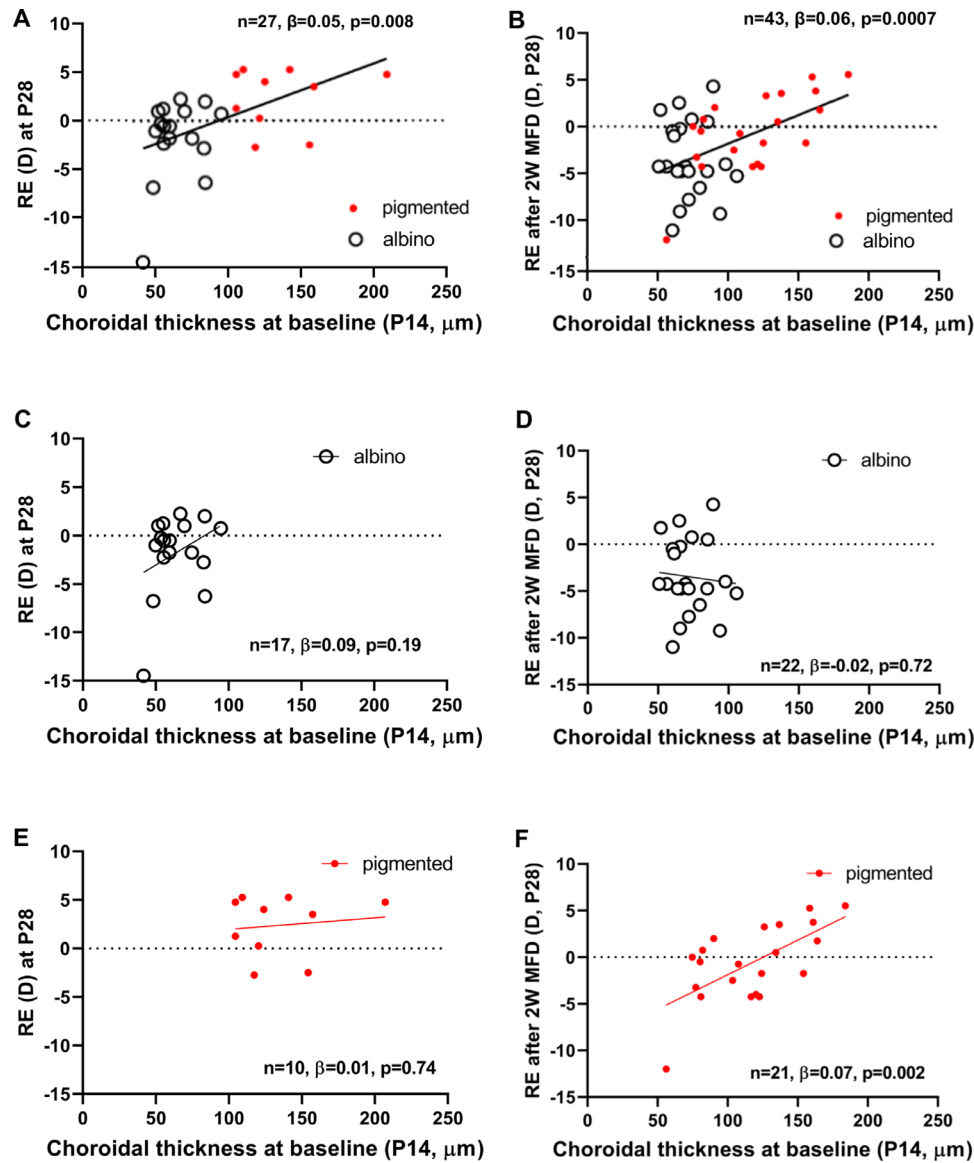 A
n=27, β=0.05, p=0.008
RE (D) at P28
10
5
0
-5
-10
-15
pigmented
albino
0
50
100
150
200
250
Choroidal thickness at baseline (P14, μm)
B
n=43, β=0.06, p=0.0007
RE after 2W MFD (D, P28)
10
5
0
-5
-10
-15
pigmented
albino
0
50
100
150
200
250
Choroidal thickness at baseline (P14, μm)
C
RE (D) at P28
10
5
0
-5
-10
-15
albino
n=17, β=0.09, p=0.19
0
50
100
150
200
250
Choroidal thickness at baseline (P14, μm)
D
RE after 2W MFD (D, P28)
10
5
0
-5
-10
-15
albino
n=22, β=-0.02, p=0.72
0
50
100
150
200
250
Choroidal thickness at baseline (P14, μm)
E
RE (D) at P28
10
5
0
-5
-10
-15
pigmented
n=10, β=0.01, p=0.74
0
50
100
150
200
250
Choroidal thickness at baseline (P14, μm)
F
RE after 2W MFD (D, P28)
10
5
0
-5
-10
-15
pigmented
n=21, β=0.07, p=0.002
0
50
100
150
200
250
Choroidal thickness at baseline (P14, μm)